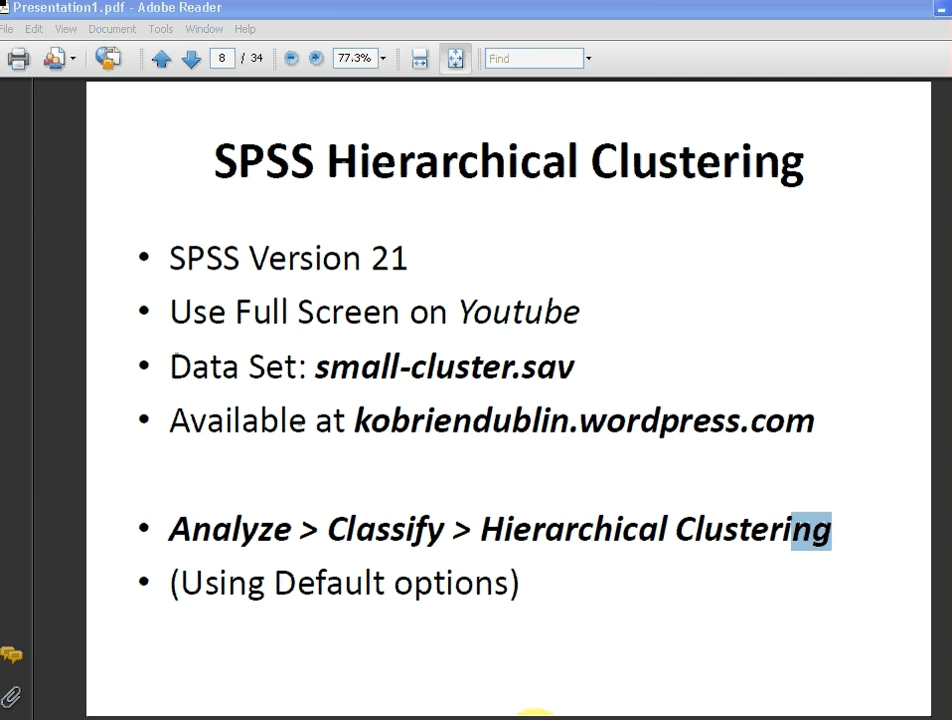 Presentation1.pdf - Adobe Reader
File Edit View Document Tools Window Help
8 / 34 77.3% Find
SPSS Hierarchical Clustering
• SPSS Version 21
• Use Full Screen on Youtube
• Data Set: small-cluster.sav
• Available at kobriendublin.wordpress.com
• Analyze > Classify > Hierarchical Clustering
• (Using Default options)